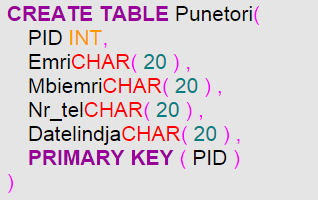 CREATE TABLE Punetori(
PID INT,
EmriCHAR( 20 ) ,
MbiemriCHAR( 20 ) ,
Nr_telCHAR( 20 ) ,
DatelindjaCHAR( 20 ) ,
PRIMARY KEY ( PID )
)